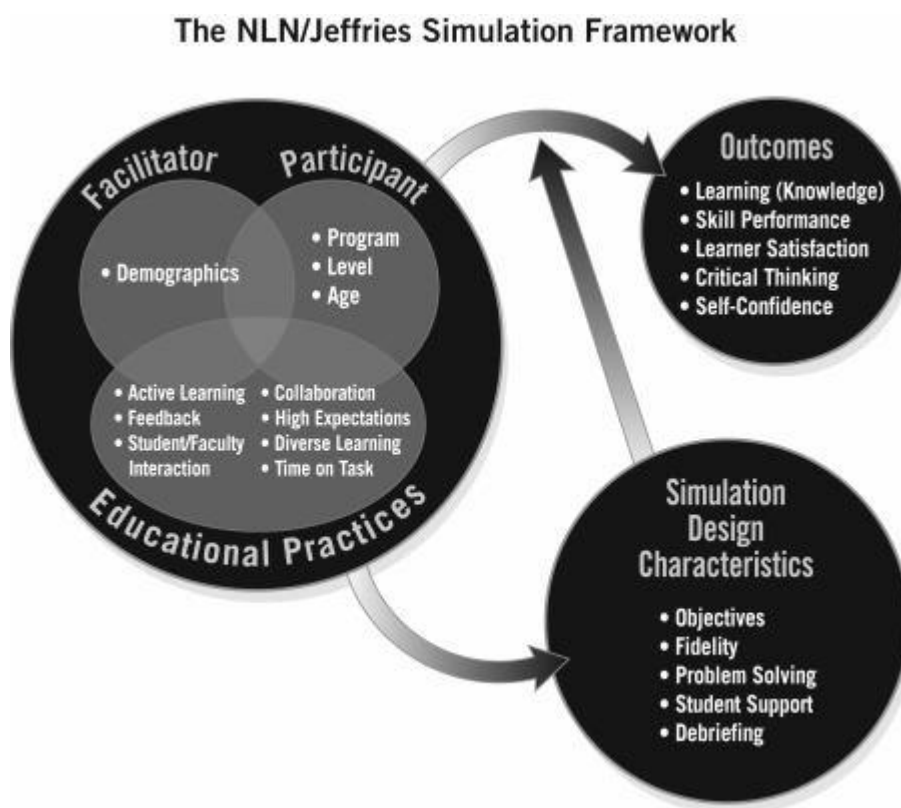 The NLN/Jeffries Simulation Framework
Facilitator
Participant
• Demographics
• Program
• Level
• Age
• Active Learning
• Feedback
• Student/Faculty
Interaction
• Collaboration
• High Expectations
• Diverse Learning
• Time on Task
Educational Practices
Outcomes
• Learning (Knowledge)
• Skill Performance
• Learner Satisfaction
• Critical Thinking
• Self-Confidence
Simulation
Design
Characteristics
• Objectives
• Fidelity
• Problem Solving
• Student Support
• Debriefing